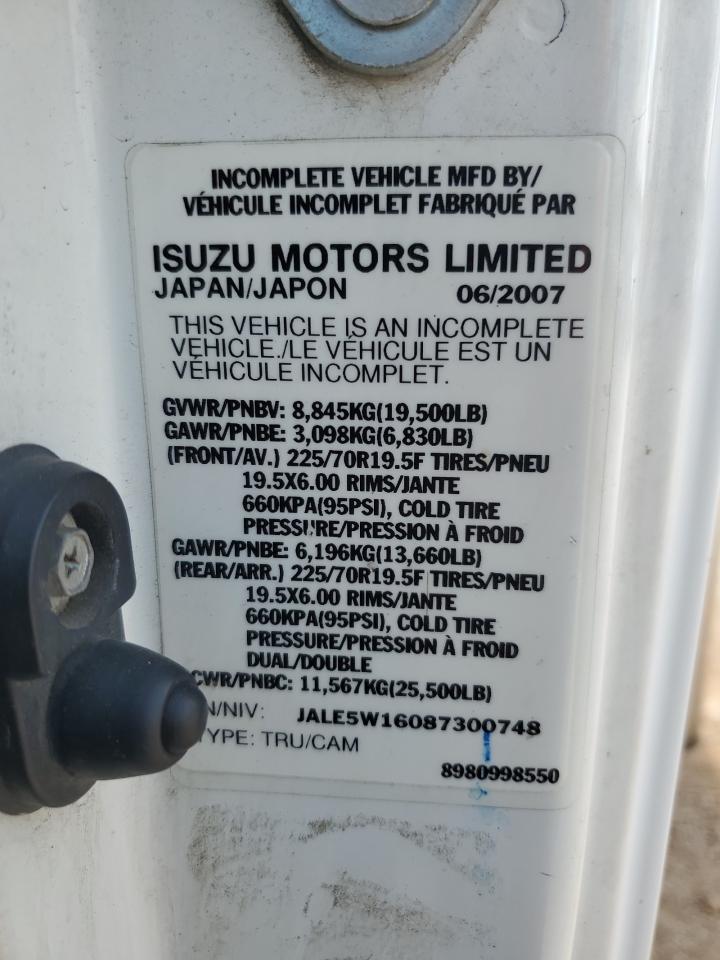 INCOMPLETE VEHICLE MFD BY/
VÉHICULE INCOMPLET FABRIQUÉ PAR
ISUZU MOTORS LIMITED
JAPAN/JAPON 06/2007
THIS VEHICLE IS AN INCOMPLETE
VEHICLE./LE VÉHICULE EST UN
VÉHICULE INCOMPLET.
GVWR/PNBV: 8,845KG(19,500LB)
GAWR/PNBE: 3,098KG(6,830LB)
(FRONT/AV.) 225/70R19.5F TIRES/PNEU
19.5X6.00 RIMS/JANTE
660KPA(95PSI), COLD TIRE
PRESSURE/PRESSION À FROID
GAWR/PNBE: 6,196KG(13,660LB)
(REAR/ARR.) 225/70R19.5F TIRES/PNEU
19.5X6.00 RIMS/JANTE
660KPA(95PSI), COLD TIRE
PRESSURE/PRESSION À FROID
DUAL/DOUBLE
CWR/PNBC: 11,567KG(25,500LB)
N/NIV: JALE5W16087300748
TYPE: TRU/CAM
8980998550